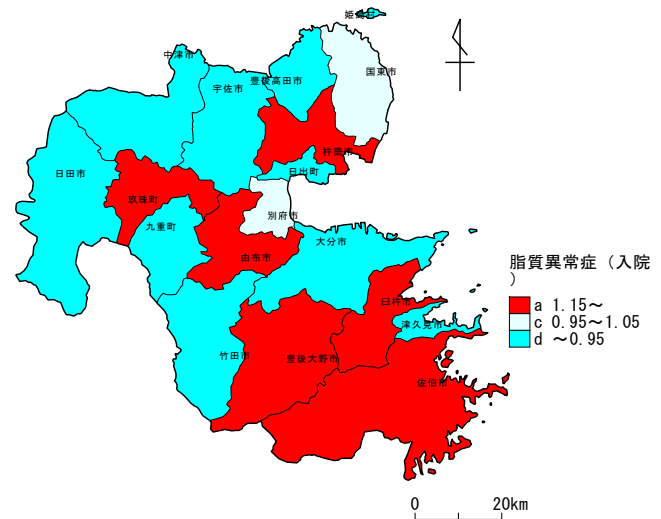 姫島村
中津市
豊後高田市
国東市
宇佐市
杵築市
日田市
日出町
玖珠町
別府市
九重町
大分市
由布市
臼杵市
津久見市
竹田市
豊後大野市
佐伯市
脂質異常症（入院
）
a 1.15～
c 0.95～1.05
d ～0.95
0 20km